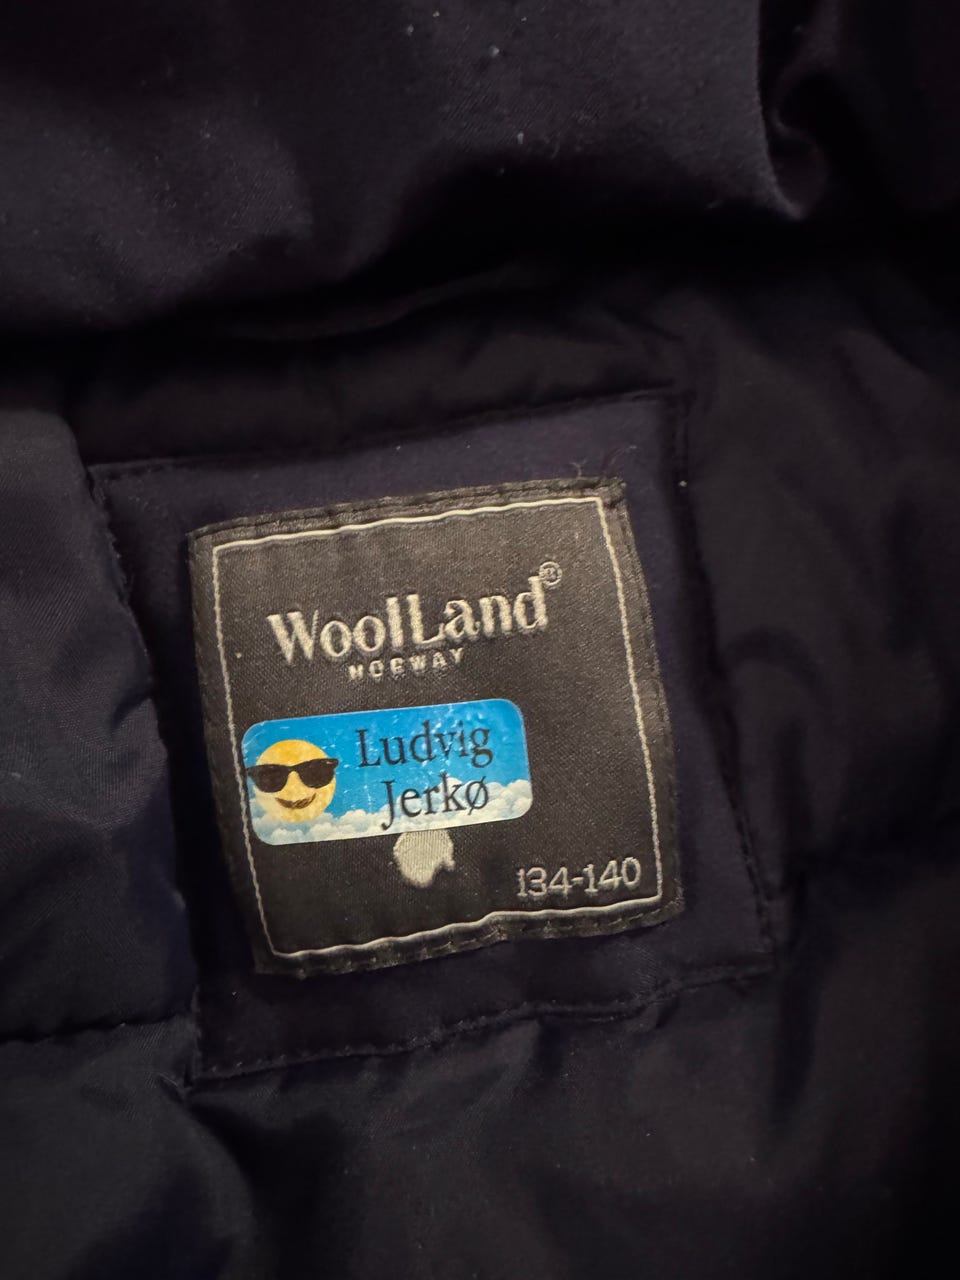 WoolLand®
NORWAY
Ludvig
Jerkø
134-140